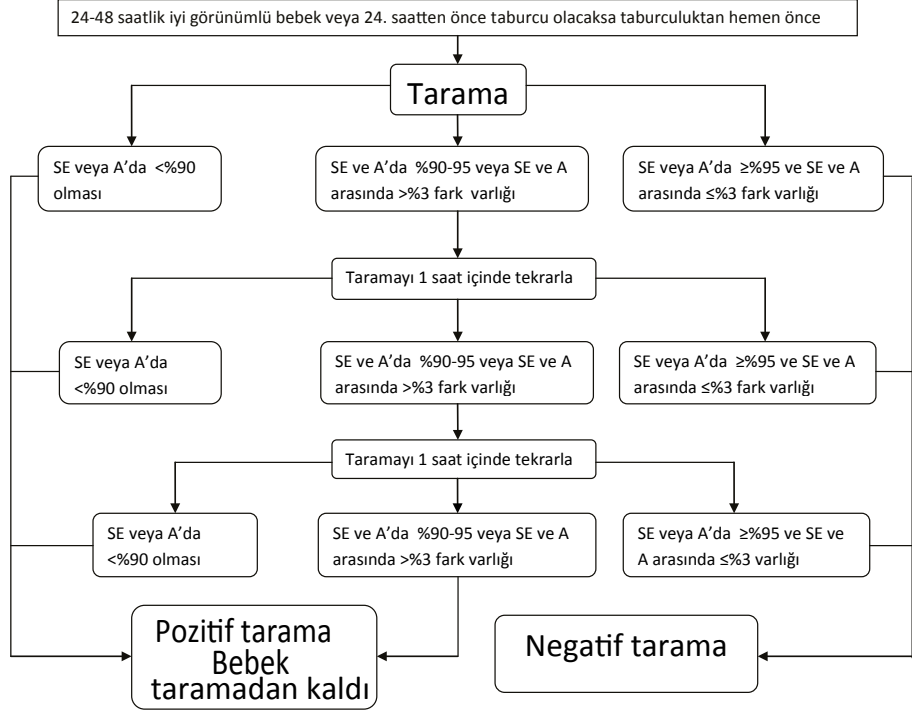 24-48 saatlik iyi görünümlü bebek veya 24. saatten önce taburcu olacaksa taburculuktan hemen önce
Tarama
SE veya A'da <%90
olması
SE ve A'da %90-95 veya SE ve A
arasında >%3 fark varlığı
SE veya A'da ≥%95 ve SE ve A
arasında ≤%3 fark varlığı
Taramayı 1 saat içinde tekrarla
SE veya A'da
<%90 olması
SE ve A'da %90-95 veya SE ve A
arasında >%3 fark varlığı
SE veya A'da ≥%95 ve SE ve A
arasında ≤%3 fark varlığı
Taramayı 1 saat içinde tekrarla
SE veya A'da
<%90 olması
SE ve A'da %90-95 veya SE ve A
arasında >%3 fark varlığı
SE veya A'da ≥%95 ve SE ve
A arasında ≤%3 varlığı
Pozitif tarama
Bebek
taramadan kaldı
Negatif tarama